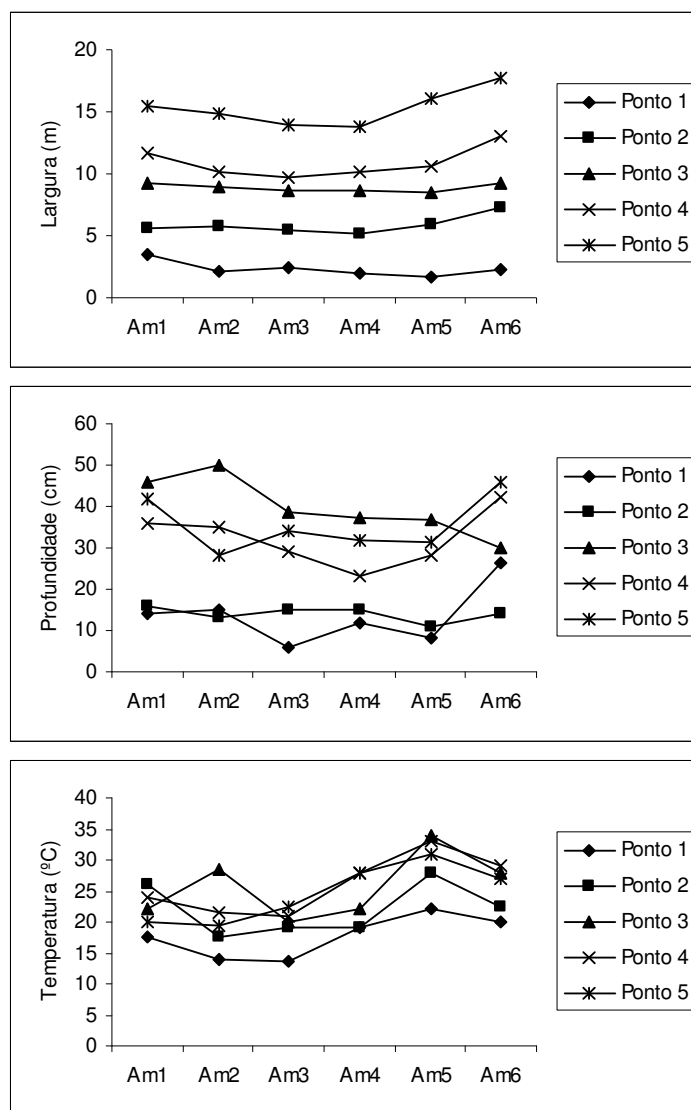 Largura (m)
20
15
10
5
0
Am1 Am2 Am3 Am4 Am5 Am6
Ponto 1
Ponto 2
Ponto 3
Ponto 4
Ponto 5
Profundidade (cm)
60
50
40
30
20
10
0
Am1 Am2 Am3 Am4 Am5 Am6
Ponto 1
Ponto 2
Ponto 3
Ponto 4
Ponto 5
Temperatura (ºC)
40
35
30
25
20
15
10
5
0
Am1 Am2 Am3 Am4 Am5 Am6
Ponto 1
Ponto 2
Ponto 3
Ponto 4
Ponto 5